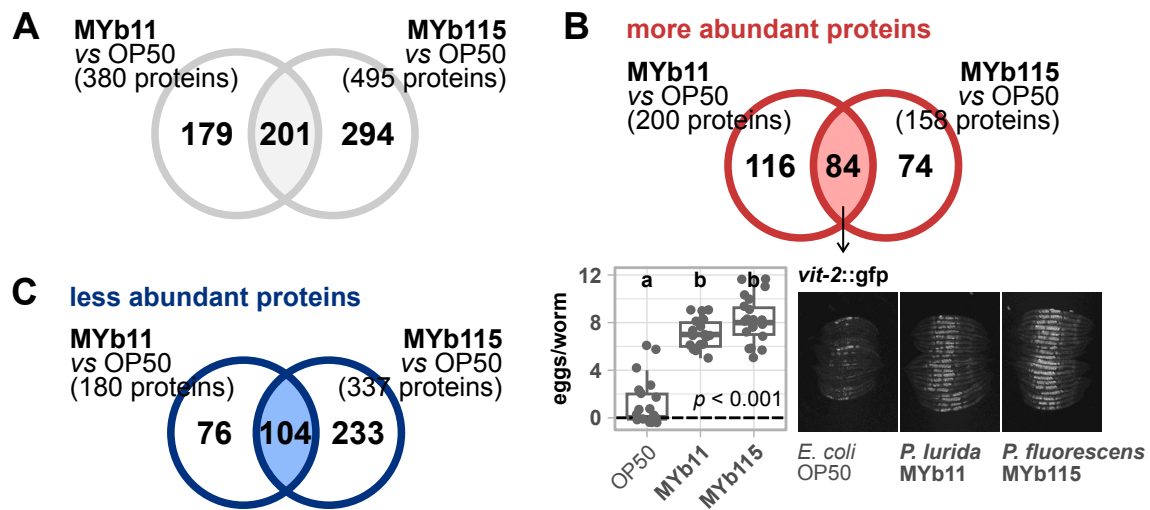 A
MYb11
vs OP50
(380 proteins)
MYb115
vs OP50
(495 proteins)
179
201
294
B
more abundant proteins
MYb11
vs OP50
(200 proteins)
MYb115
vs OP50
(158 proteins)
116
84
74
C
less abundant proteins
MYb11
vs OP50
(180 proteins)
MYb115
vs OP50
(337 proteins)
76
104
233
eggs/worm
12
8
4
0
a
b
b
p < 0.001
OP50
MYb11
MYb115
vit-2::gfp
E. coli
OP50
P. lurida
MYb11
P. fluorescens
MYb115